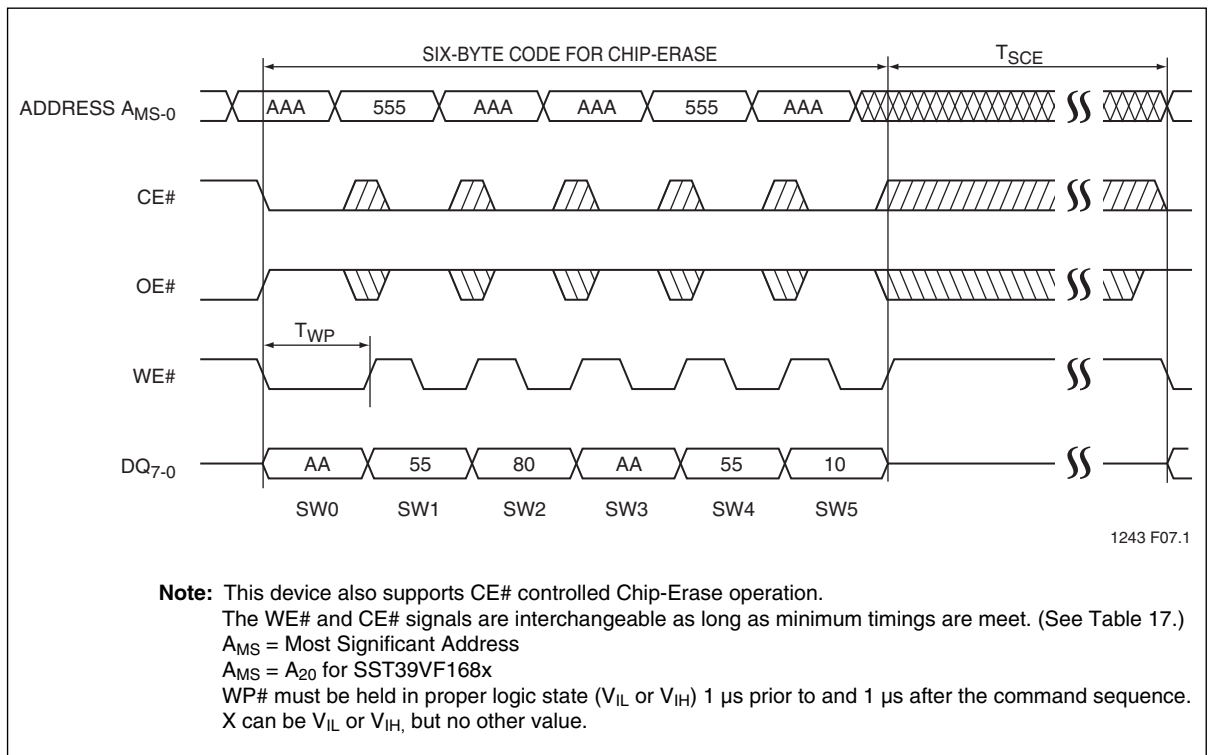 SIX-BYTE CODE FOR CHIP-ERASE TSCE
ADDRESS AMS-0 AAA 555 AAA AAA 555 AAA
CE#
OE#
TWP
WE#
DQ7-0 AA 55 80 AA 55 10
SW0 SW1 SW2 SW3 SW4 SW5
1243 F07.1
Note: This device also supports CE# controlled Chip-Erase operation.
The WE# and CE# signals are interchangeable as long as minimum timings are meet. (See Table 17.)
AMS = Most Significant Address
AMS = A20 for SST39VF168x
WP# must be held in proper logic state (VIL or VIH) 1 µs prior to and 1 µs after the command sequence.
X can be VIL or VIH, but no other value.